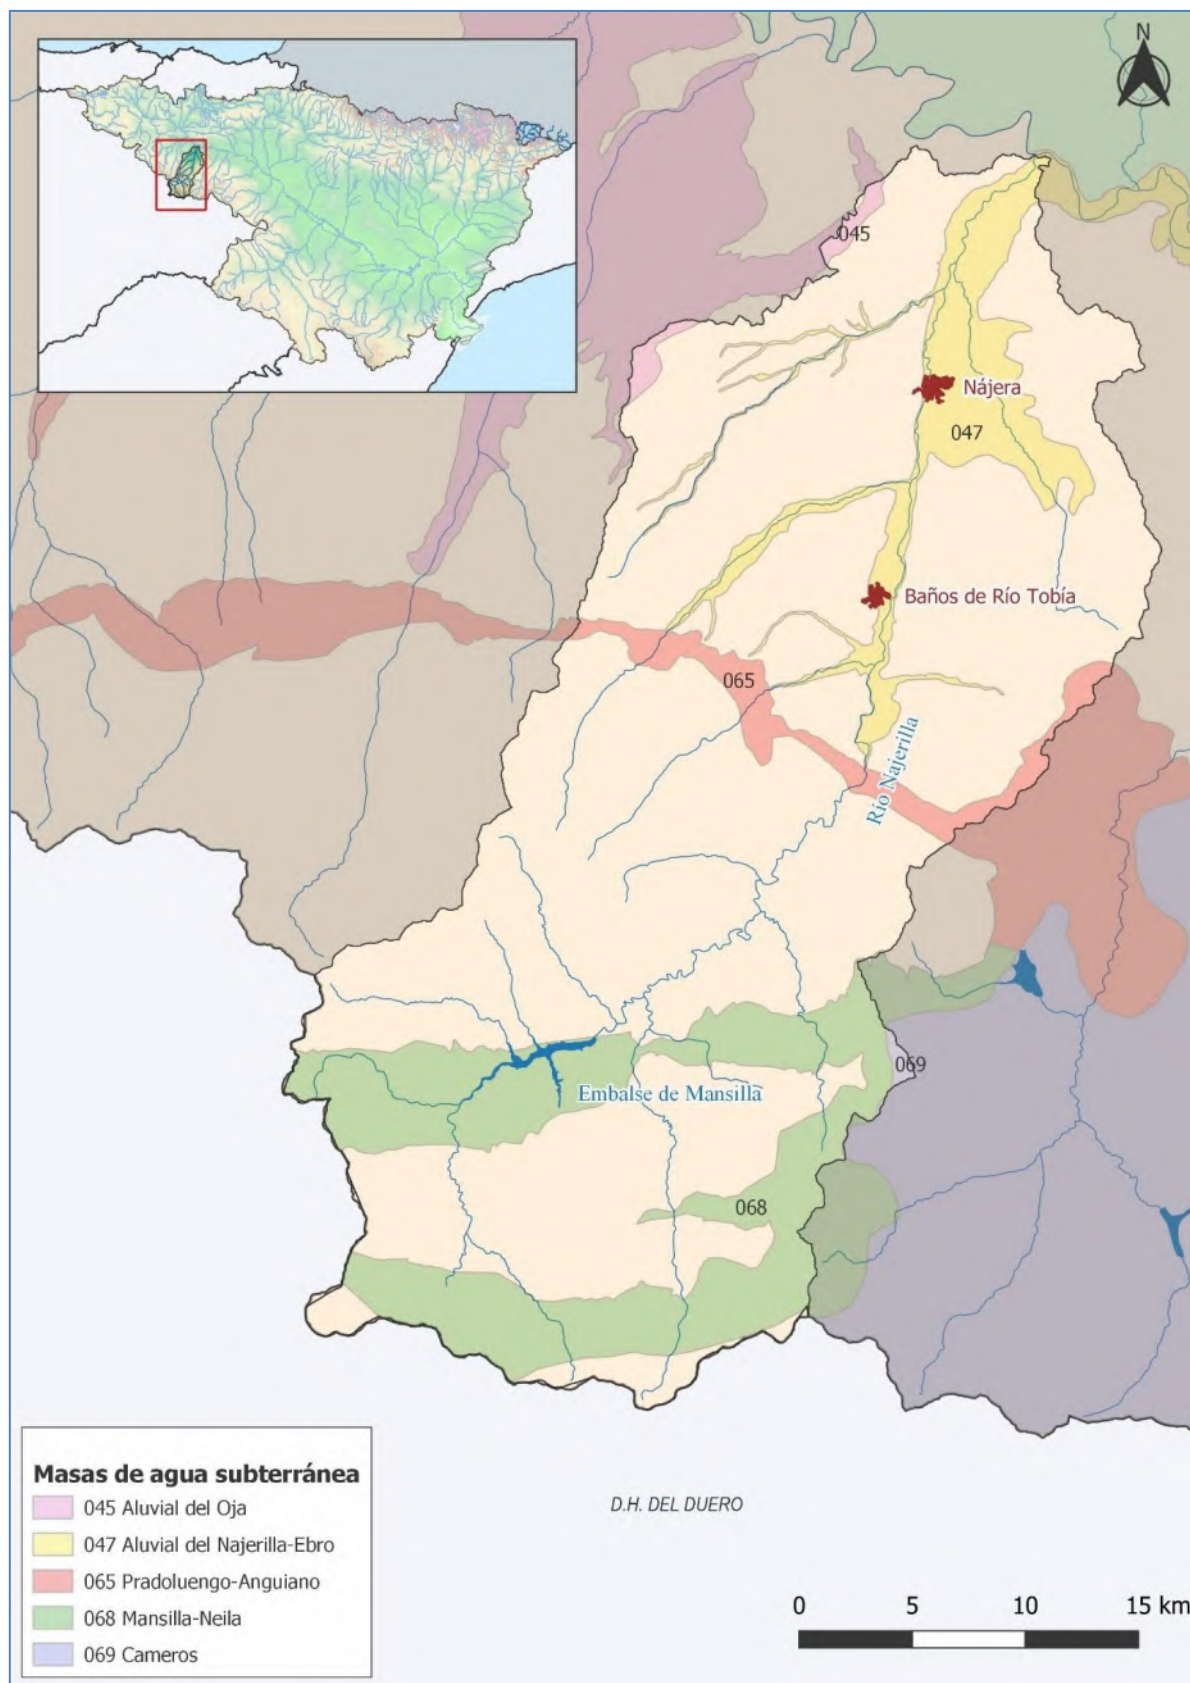 N
045
Nájera
047
Baños de Río Tobía
065
Río Najerilla
069
Embalse de Mansilla
068
Masas de agua subterránea
045 Aluvial del Oja
047 Aluvial del Najerilla-Ebro
065 Pradoluengo-Anguiano
068 Mansilla-Neila
069 Cameros
D.H. DEL DUERO
0 5 10 15 km